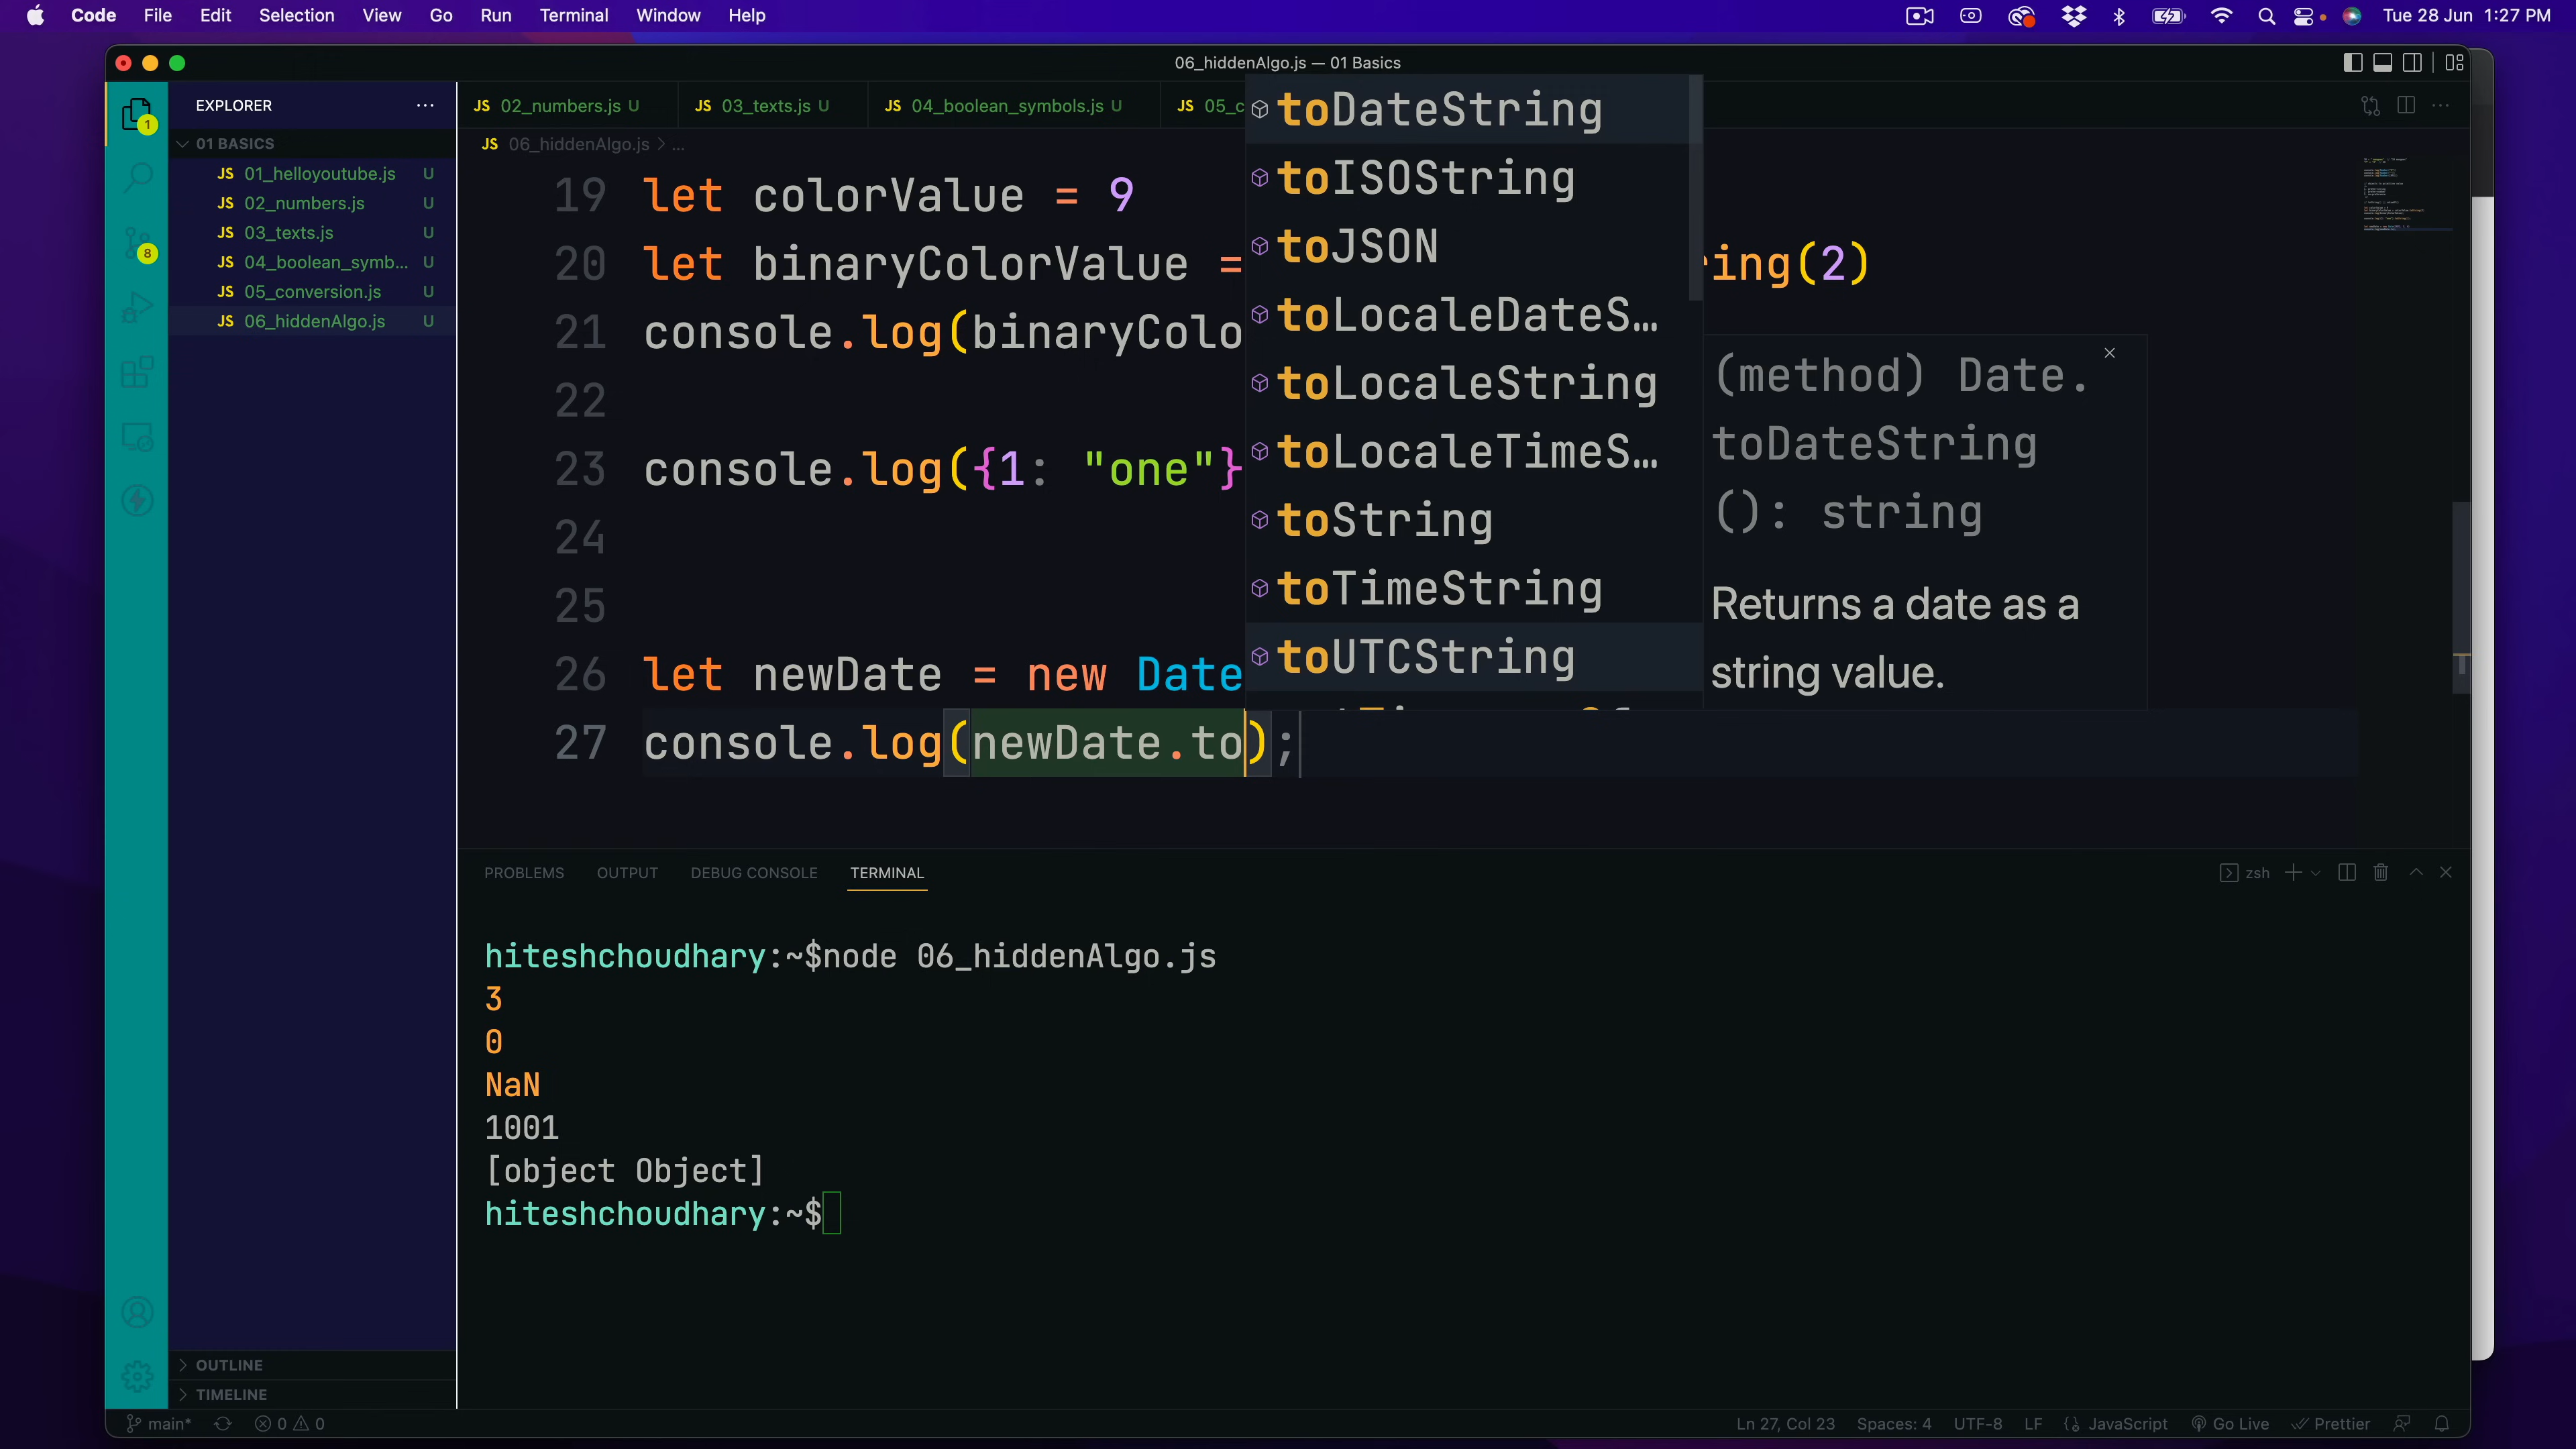 Code File Edit Selection View Go Run Terminal Window Help
Tue 28 Jun 1:27 PM
06_hiddenAlgo.js — 01 Basics
EXPLORER
1
8
01 BASICS
JS 01_helloyoutube.js U
JS 02_numbers.js U
JS 03_texts.js U
JS 04_boolean_symb... U
JS 05_conversion.js U
JS 06_hiddenAlgo.js U
OUTLINE
TIMELINE
JS 02_numbers.js U JS 03_texts.js U JS 04_boolean_symbols.js U JS 05_c
JS 06_hiddenAlgo.js > ...
19 let colorValue = 9
20 let binaryColorValue = ring(2)
21 console.log(binaryColo
22
23 console.log({1: "one"}
24
25
26 let newDate = new Date
27 console.log(newDate.to);
toDateString
toISOString
toJSON
toLocaleDateS…
toLocaleString
toLocaleTimeS…
toString
toTimeString
toUTCString
(method) Date.
toDateString
(): string
Returns a date as a
string value.
PROBLEMS OUTPUT DEBUG CONSOLE TERMINAL
zsh
hiteshchoudhary:~$node 06_hiddenAlgo.js
3
0
NaN
1001
[object Object]
hiteshchoudhary:~$
main* 0 0
Ln 27, Col 23 Spaces: 4 UTF-8 LF JavaScript Go Live Prettier